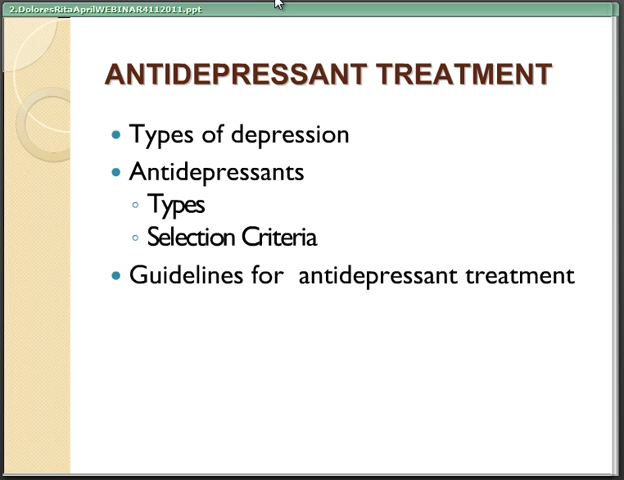 2.DoloresRitaAprilWEBINAR4112011.ppt
ANTIDEPRESSANT TREATMENT
• Types of depression
• Antidepressants
◦ Types
◦ Selection Criteria
• Guidelines for  antidepressant treatment